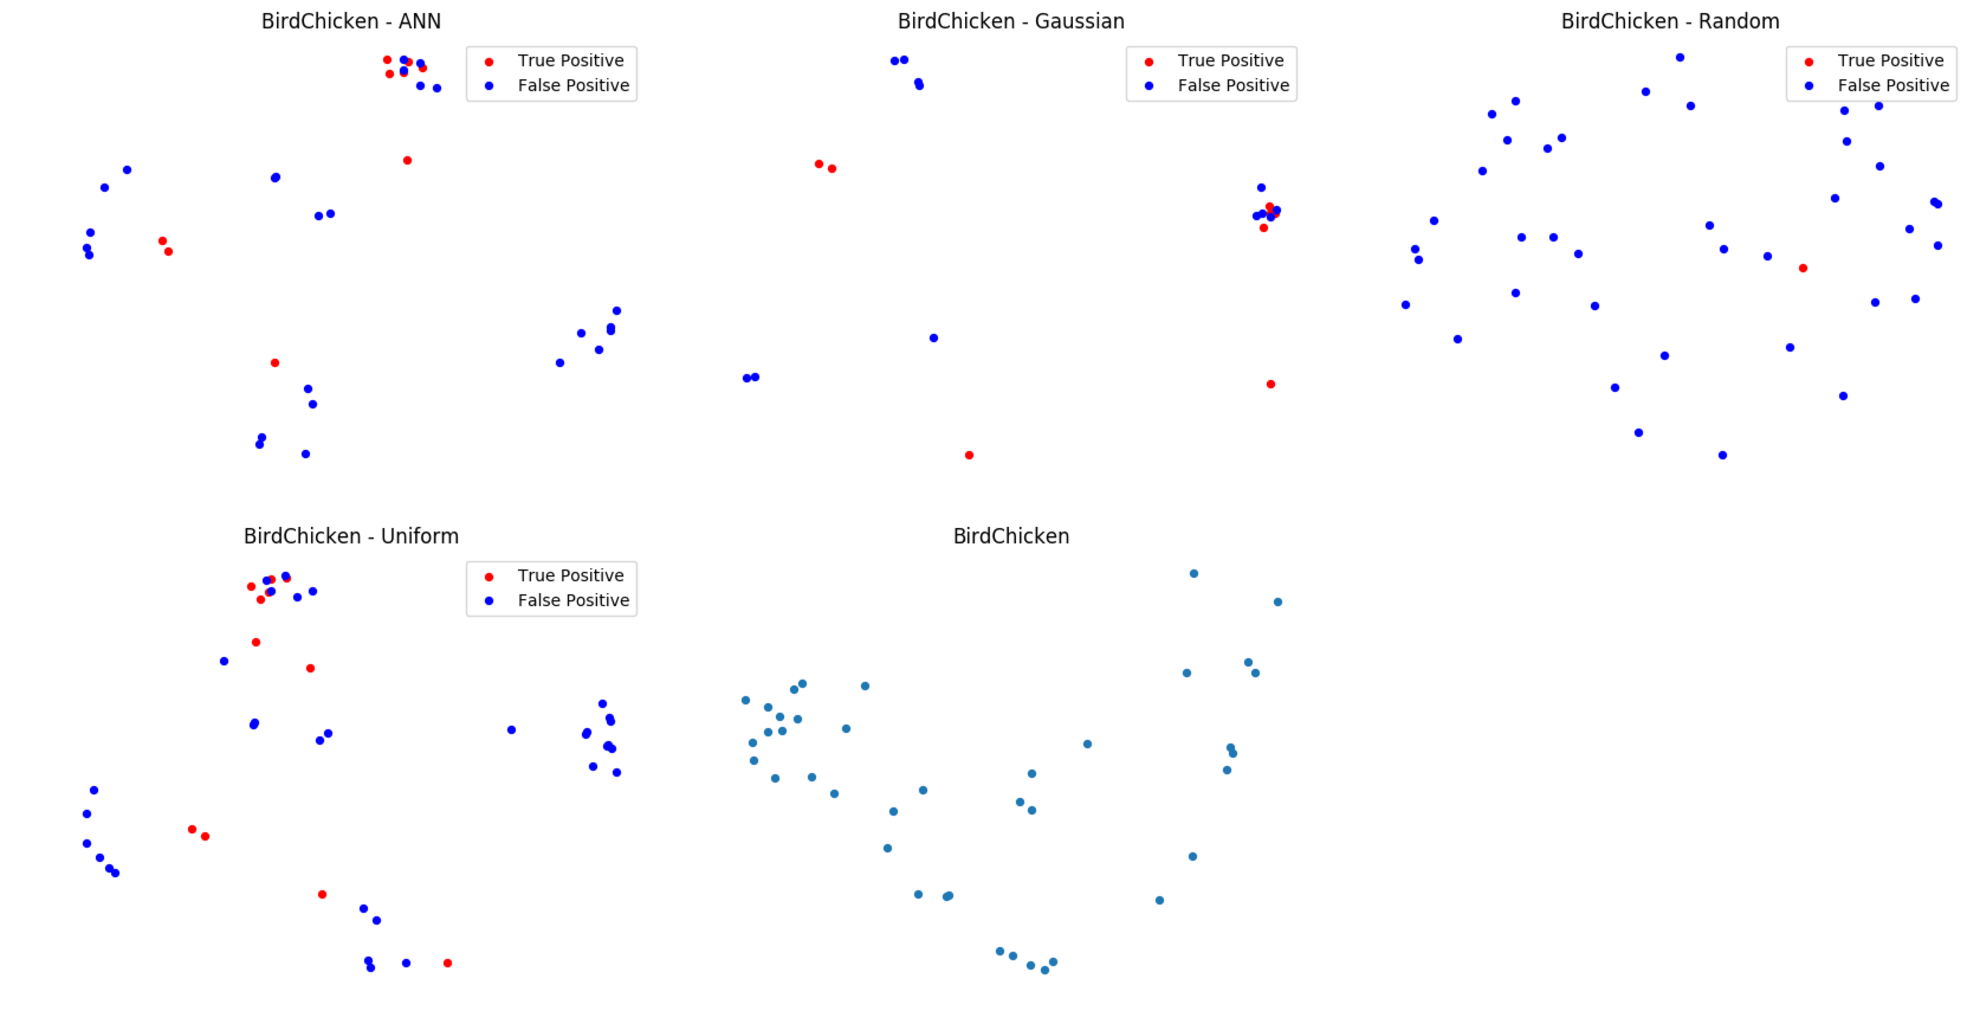 BirdChicken - ANN
True Positive
False Positive
BirdChicken - Gaussian
True Positive
False Positive
BirdChicken - Random
True Positive
False Positive
BirdChicken - Uniform
True Positive
False Positive
BirdChicken